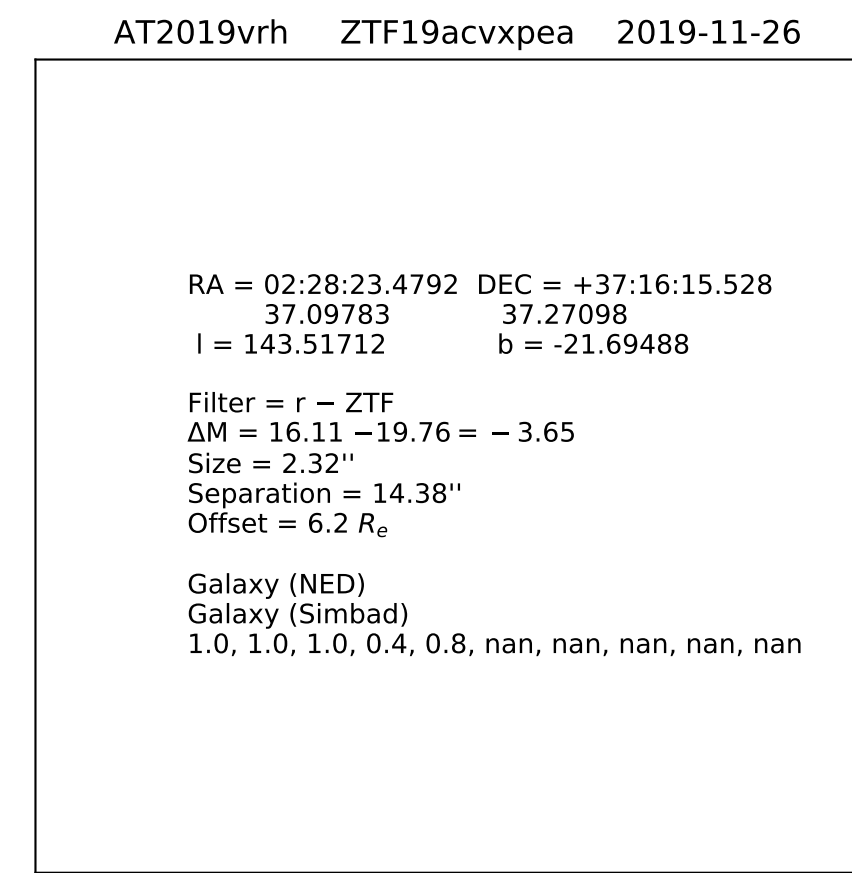 AT2019vrh ZTF19acvxpea 2019-11-26
RA = 02:28:23.4792 DEC = +37:16:15.528
37.09783 37.27098
l = 143.51712 b = -21.69488
Filter = r − ZTF
ΔM = 16.11 −19.76 = − 3.65
Size = 2.32''
Separation = 14.38''
Offset = 6.2 Re
Galaxy (NED)
Galaxy (Simbad)
1.0, 1.0, 1.0, 0.4, 0.8, nan, nan, nan, nan, nan